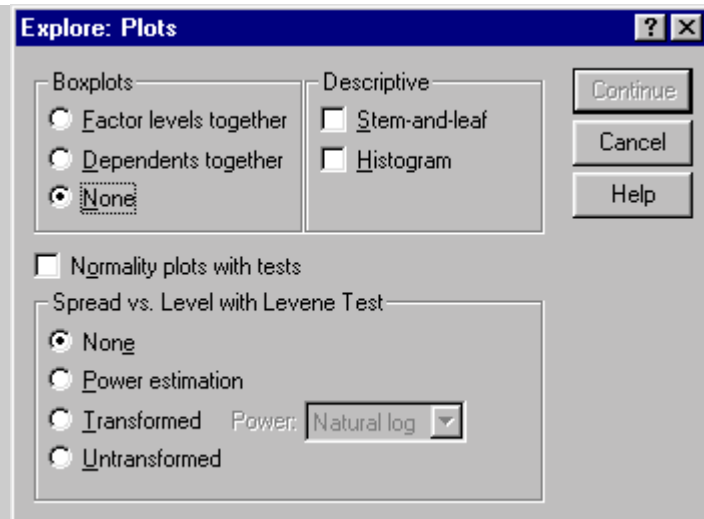 Explore: Plots
Boxplots
Factor levels together
Dependents together
None
Descriptive
Stem-and-leaf
Histogram
Continue
Cancel
Help
Normality plots with tests
Spread vs. Level with Levene Test
None
Power estimation
Transformed Power: Natural log
Untransformed